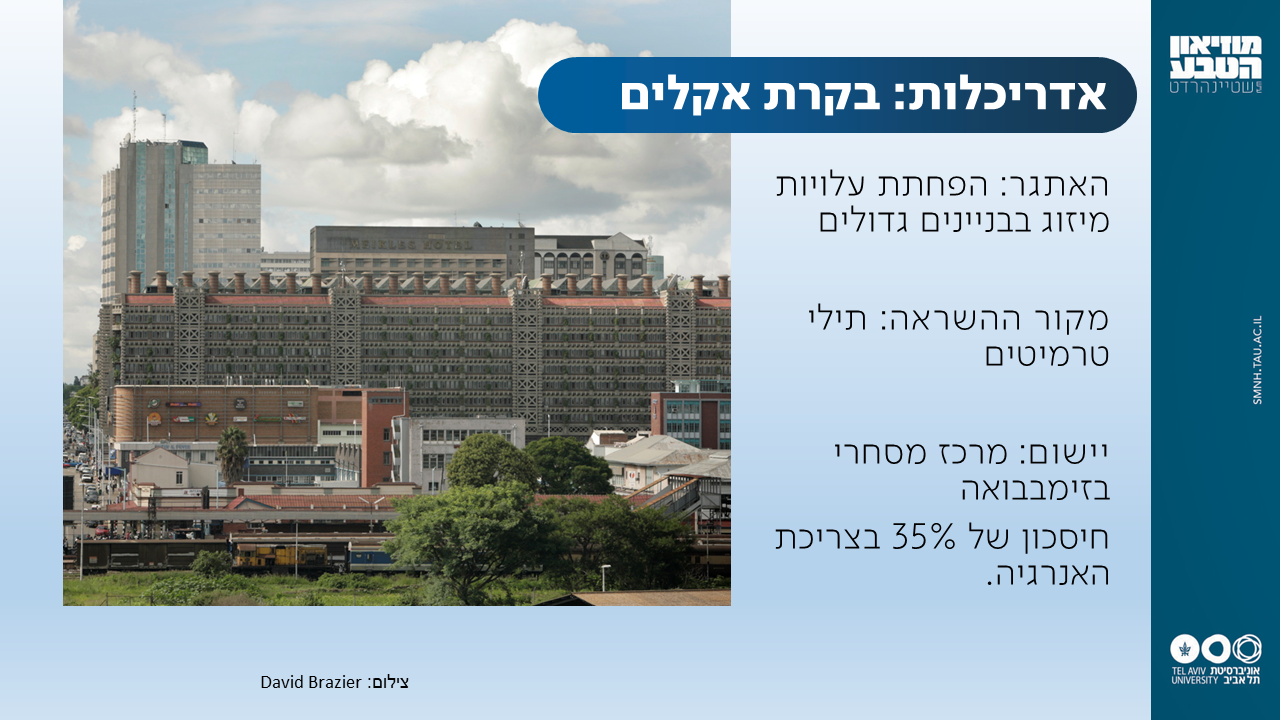 אדריכלות: בקרת אקלים
האתגר: הפחתת עלויות
מיזוג בבניינים גדולים
מקור ההשראה: תילי
טרמיטים
יישום: מרכז מסחרי
בזימבבואה
חיסכון של 35% בצריכת
האנרגיה.
צילום: David Brazier
MEIKLES HOTEL
מוזיאון
הטבע
ע"ש שטיינהרדט
SMNH.TAU.AC.IL
TEL AVIV
UNIVERSITY
אוניברסיטת
תל אביב